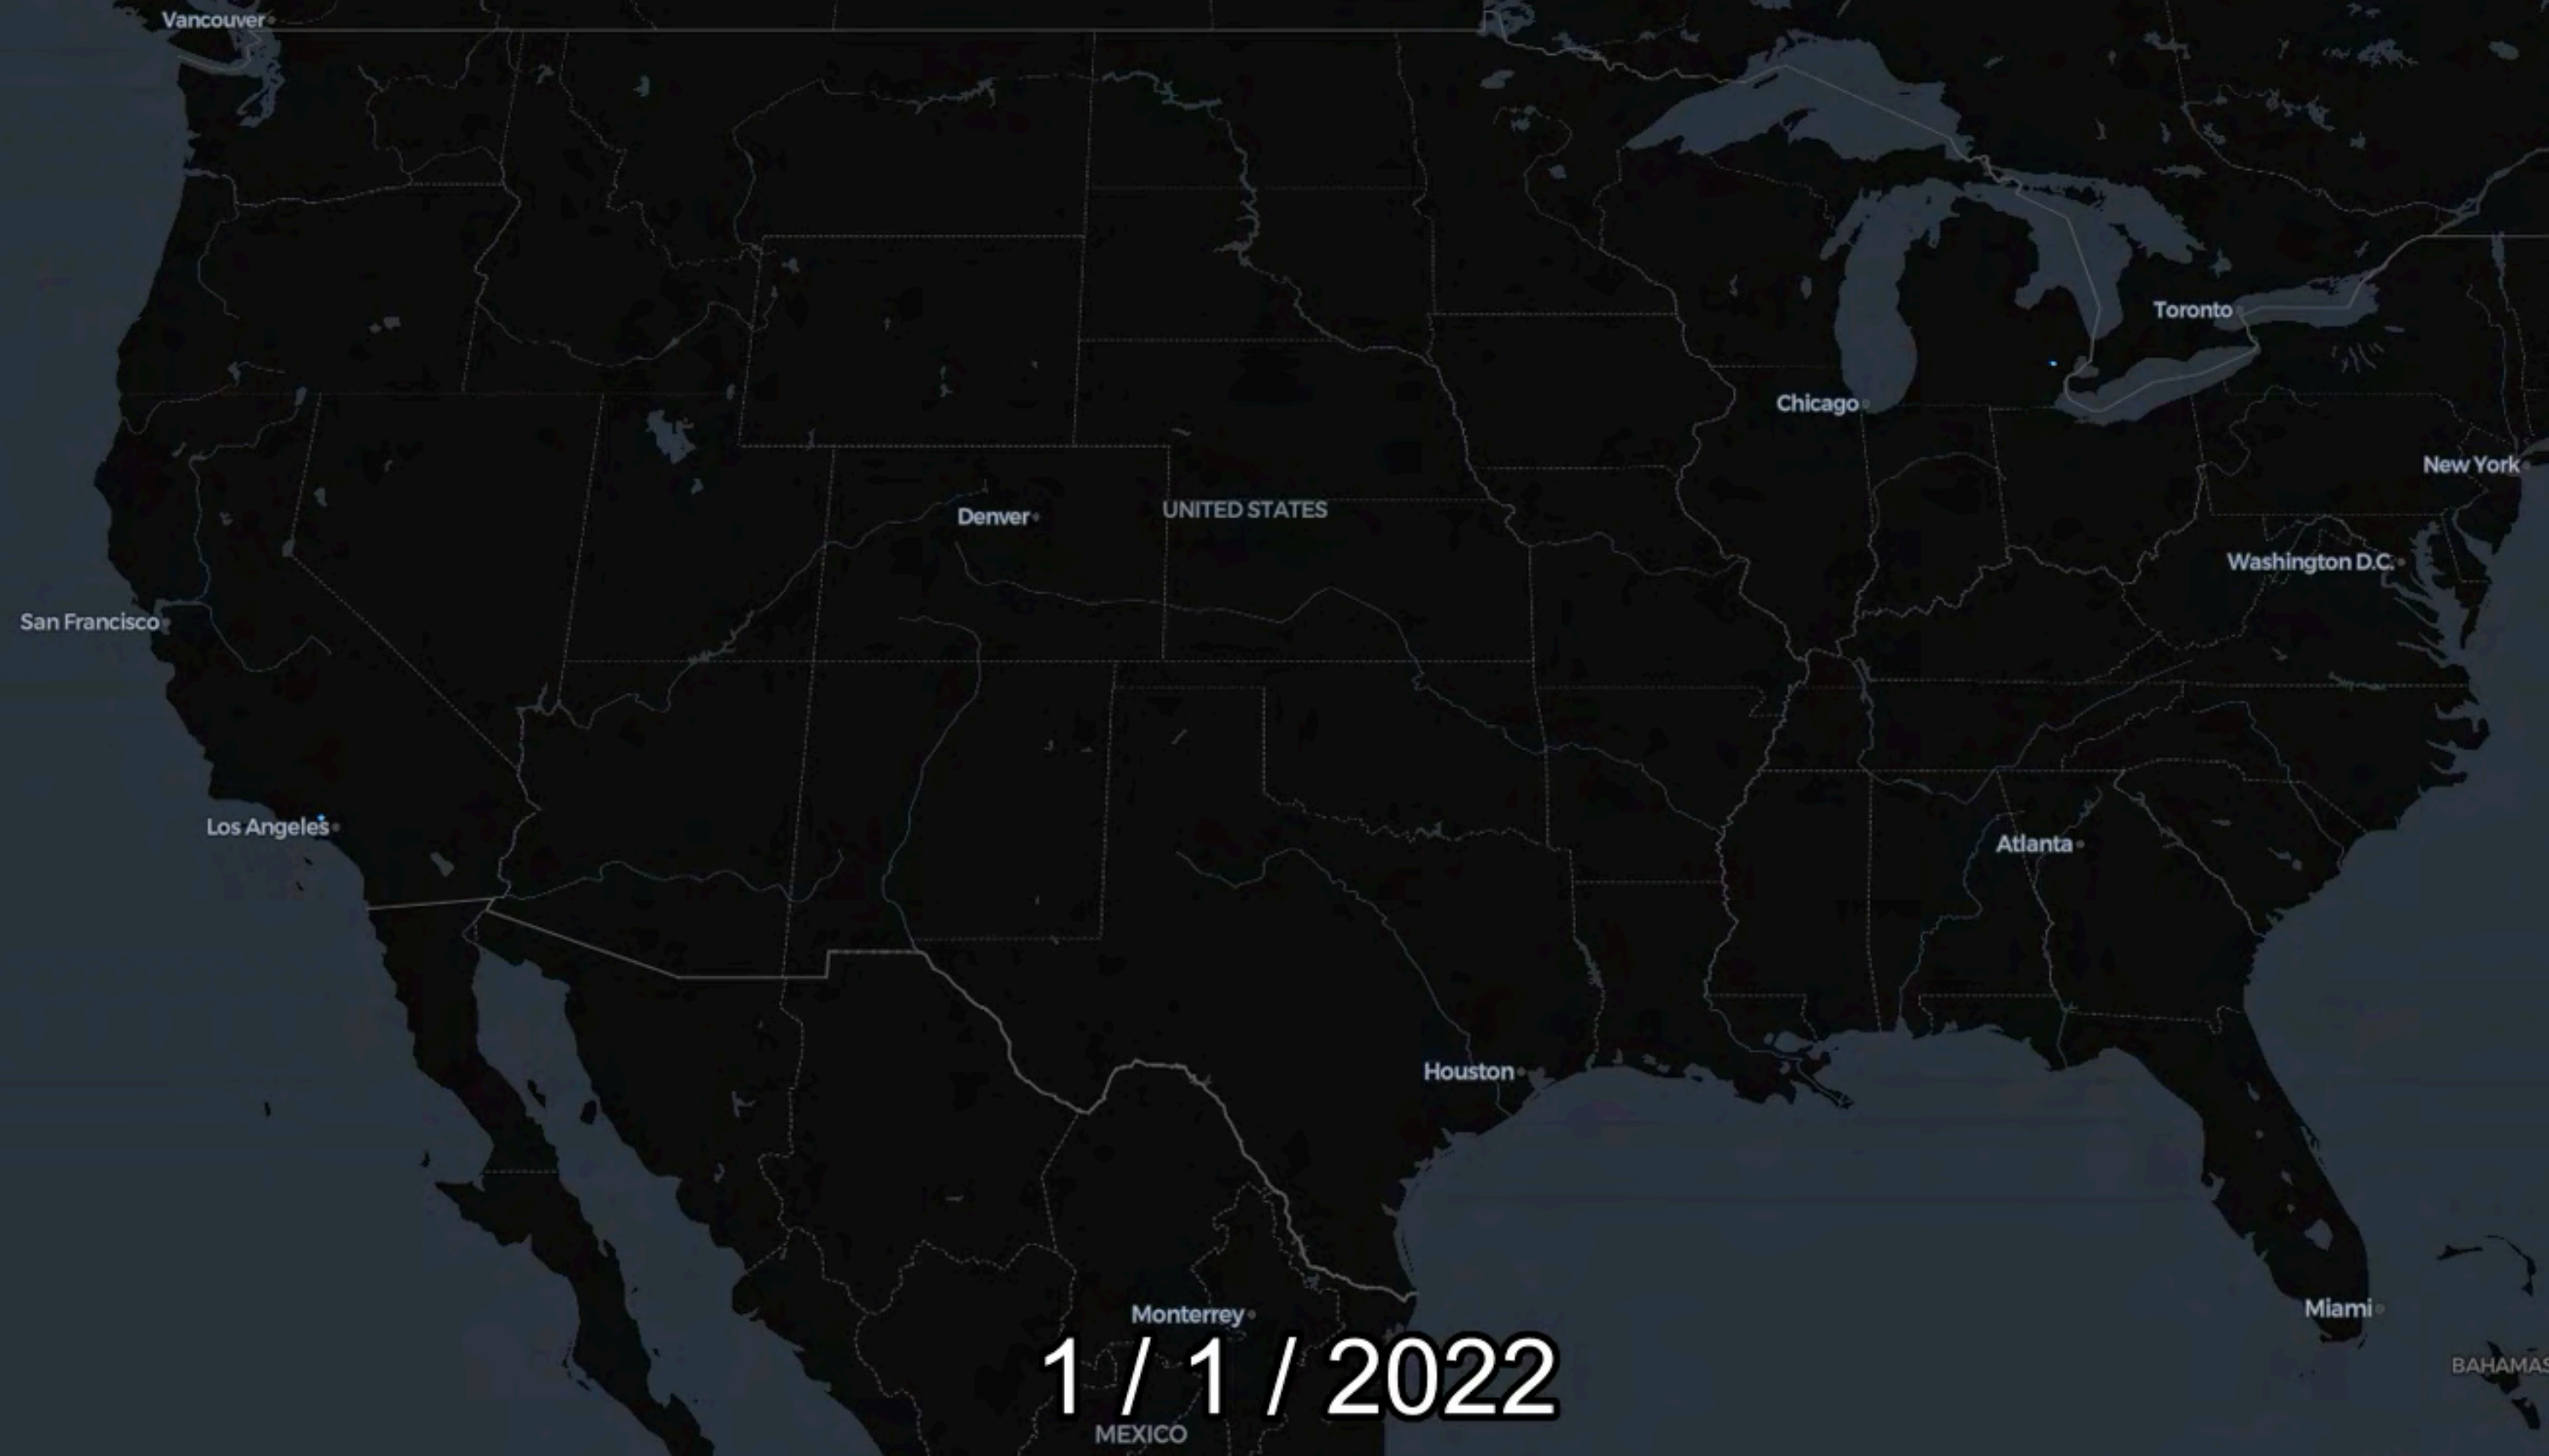 Vancouver
Toronto
Chicago
New York
Denver
UNITED STATES
Washington D.C.
San Francisco
Los Angeles
Atlanta
Houston
Miami
Monterrey
1 / 1 / 2022
BAHAMAS
MEXICO